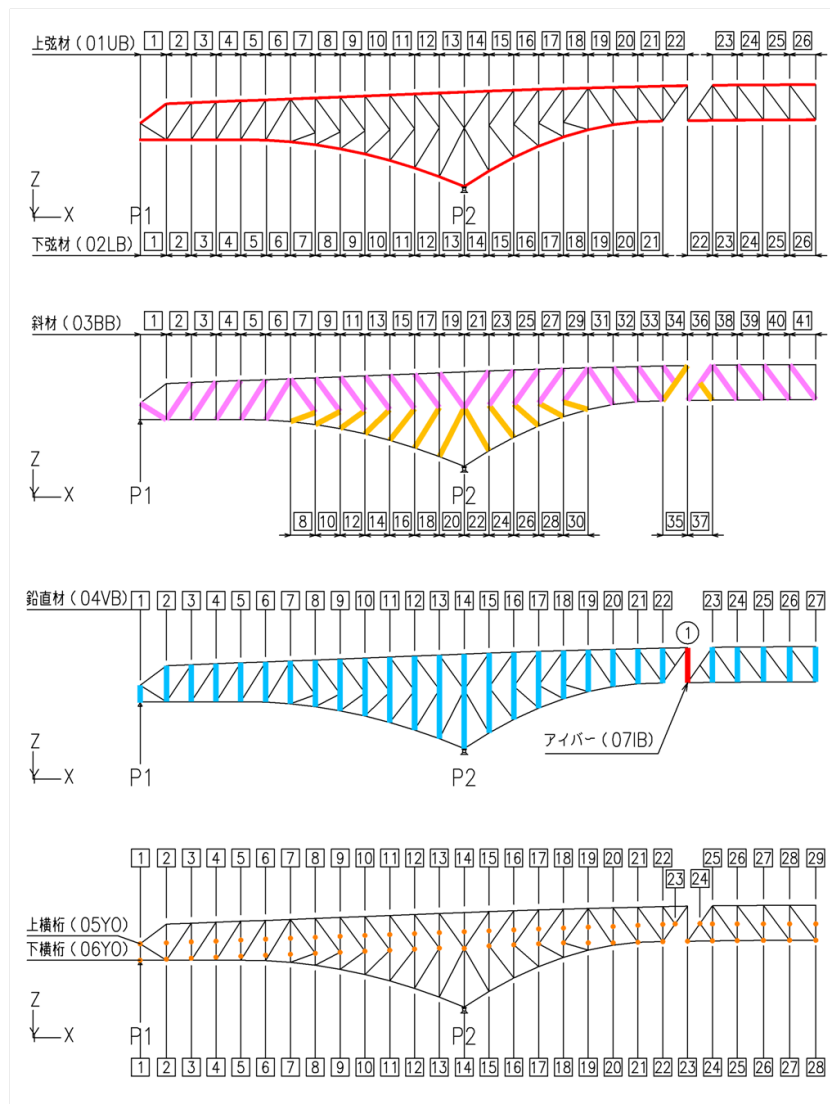 上弦材(01UB) 1 2 3 4 5 6 7 8 9 10 11 12 13 14 15 16 17 18 19 20 21 22 23 24 25 26
Z
Y X P1 P2
下弦材(02LB) 1 2 3 4 5 6 7 8 9 10 11 12 13 14 15 16 17 18 19 20 21 22 23 24 25 26
斜材(03BB) 1 2 3 4 5 6 7 9 11 13 15 17 19 21 23 25 27 29 31 32 33 34 36 38 39 40 41
Z
Y X P1 P2
8 10 12 14 16 18 20 22 24 26 28 30 35 37
鉛直材(04VB) 1 2 3 4 5 6 7 8 9 10 11 12 13 14 15 16 17 18 19 20 21 22 23 24 25 26 27
1
アイバー(07IB)
Z
Y X P1 P2
1 2 3 4 5 6 7 8 9 10 11 12 13 14 15 16 17 18 19 20 21 22 25 26 27 28 29
23 24
上横桁(05YO)
下横桁(06YO)
Z
Y X P1 P2
1 2 3 4 5 6 7 8 9 10 11 12 13 14 15 16 17 18 19 20 21 22 23 24 25 26 27 28